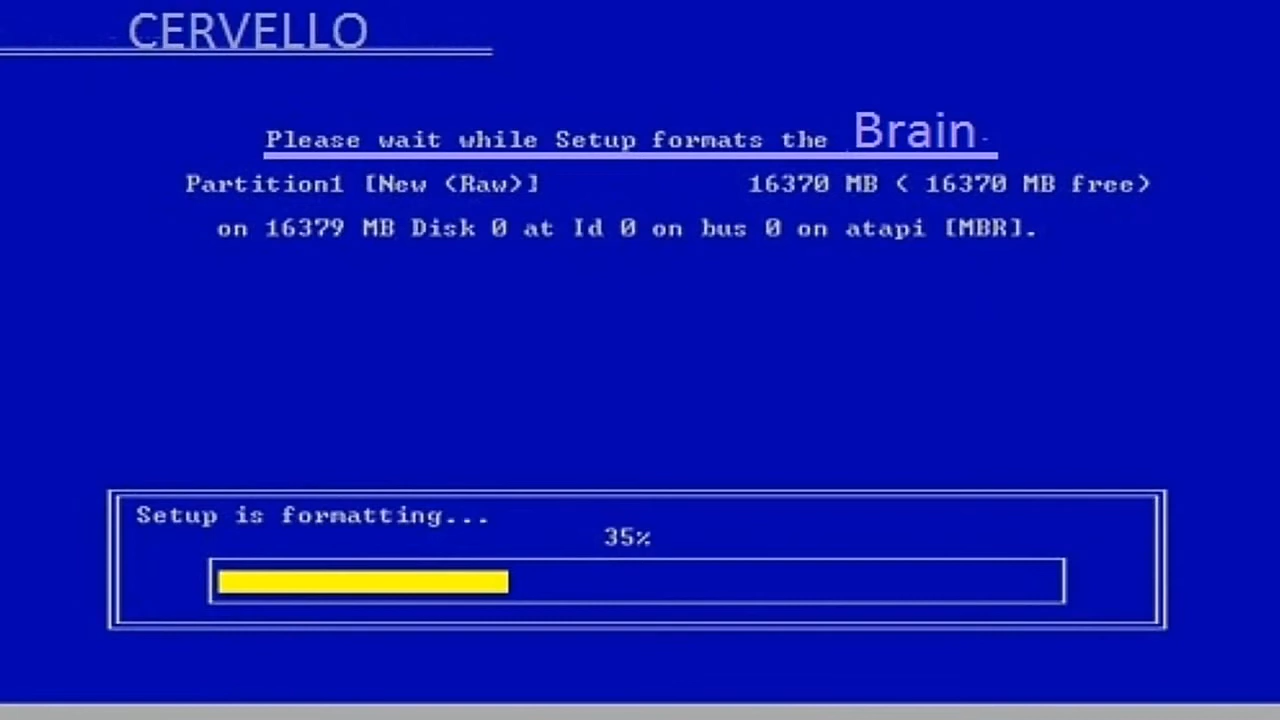 CERVELLO
Please wait while Setup formats the Brain
Partition1 [New (Raw)] 16370 MB ( 16370 MB free)
on 16379 MB Disk 0 at Id 0 on bus 0 on atapi [MBR].
Setup is formatting...
35%